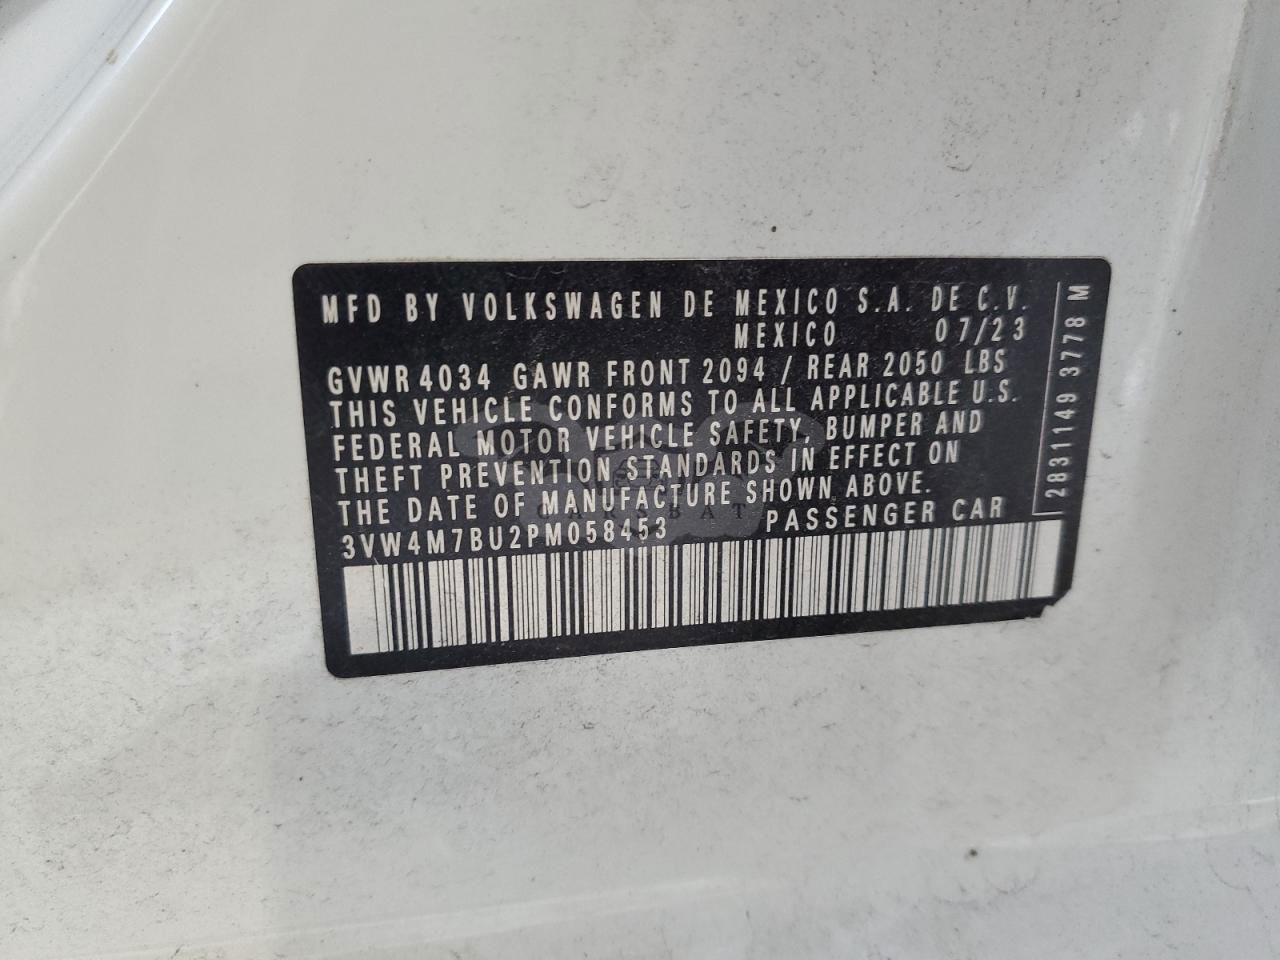 MFD BY VOLKSWAGEN DE MEXICO S.A. DE C.V.
MEXICO 07/23
GVWR 4034 GAWR FRONT 2094 / REAR 2050 LBS
THIS VEHICLE CONFORMS TO ALL APPLICABLE U.S.
FEDERAL MOTOR VEHICLE SAFETY, BUMPER AND
THEFT PREVENTION STANDARDS IN EFFECT ON
THE DATE OF MANUFACTURE SHOWN ABOVE.
3VW4M7BU2PM058453 PASSENGER CAR
2831149 3778 M
CARSBAT